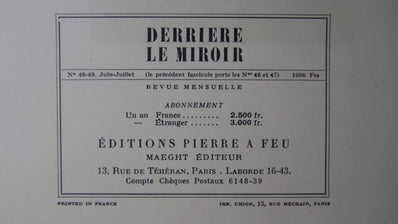 DERRIERE
LE MIROIR
N° 48-49. Juin-Juillet (le précédent fascicule porte les Nos 46 et 47) 1000 Frs
REVUE MENSUELLE
ABONNEMENT
Un an France......... 2.500 fr.
— Étranger ........ 3.000 fr.
ÉDITIONS PIERRE A FEU
MAEGHT ÉDITEUR
13, RUE DE TÉHÉRAN, PARIS - LABORDE 16-43.
Compte Chèques Postaux 6148-39
PRINTED IN FRANCE IMP. UNION, 13, RUE MÉCHAIN, PARIS